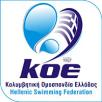 κοε
Κολυμβητική Ομοσπονδία Ελλάδος
Hellenic Swimming Federation